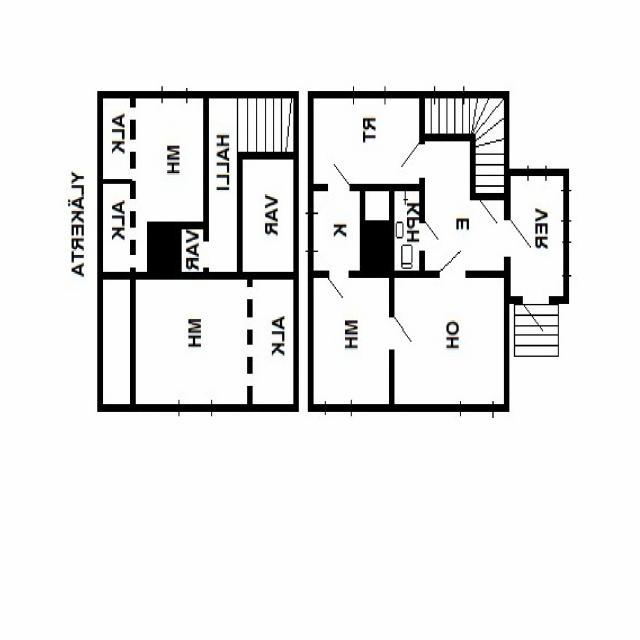 YLÄKERTA
ALK
MH
HALLI
ALK
VAR
VAR
MH
ALK
RT
K
KPH
E
VER
MH
OH